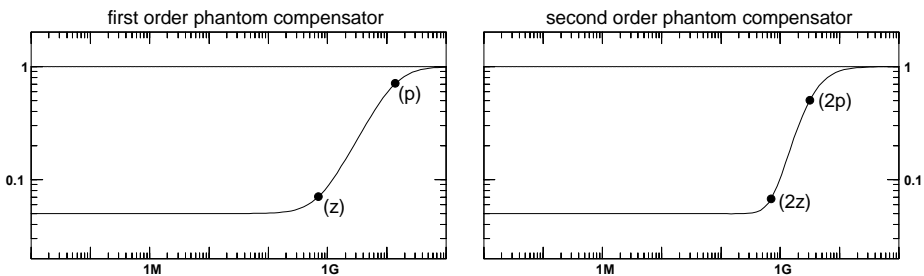 first order phantom compensator
second order phantom compensator
1
0.1
(p)
(z)
1M
1G
(2p)
(2z)
1
0.1
1M
1G